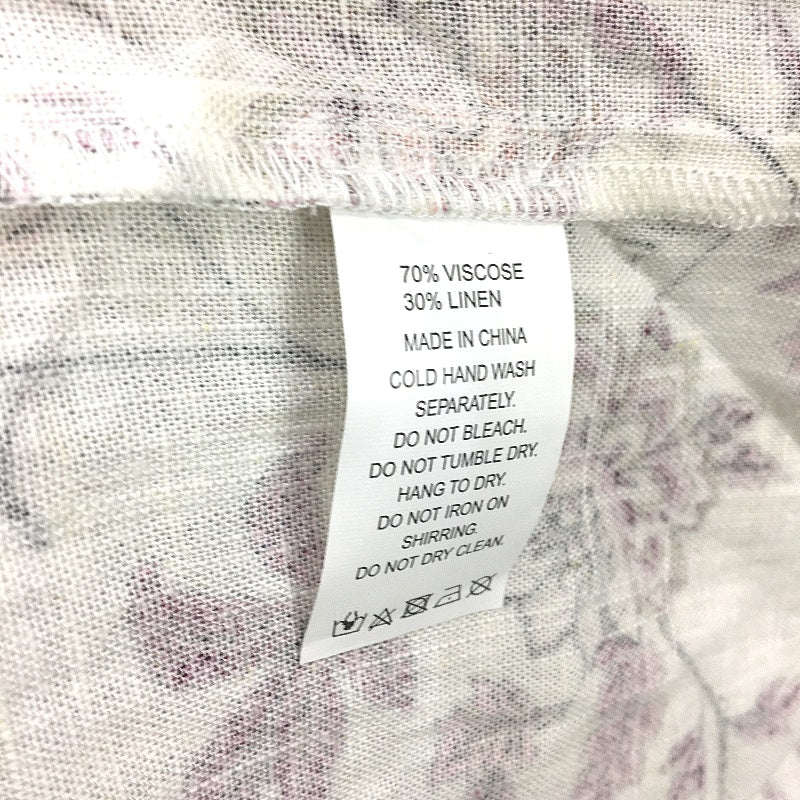 70% VISCOSE
30% LINEN
MADE IN CHINA
COLD HAND WASH
SEPARATELY.
DO NOT BLEACH.
DO NOT TUMBLE DRY.
HANG TO DRY.
DO NOT IRON ON
SHIRRING.
DO NOT DRY CLEAN.